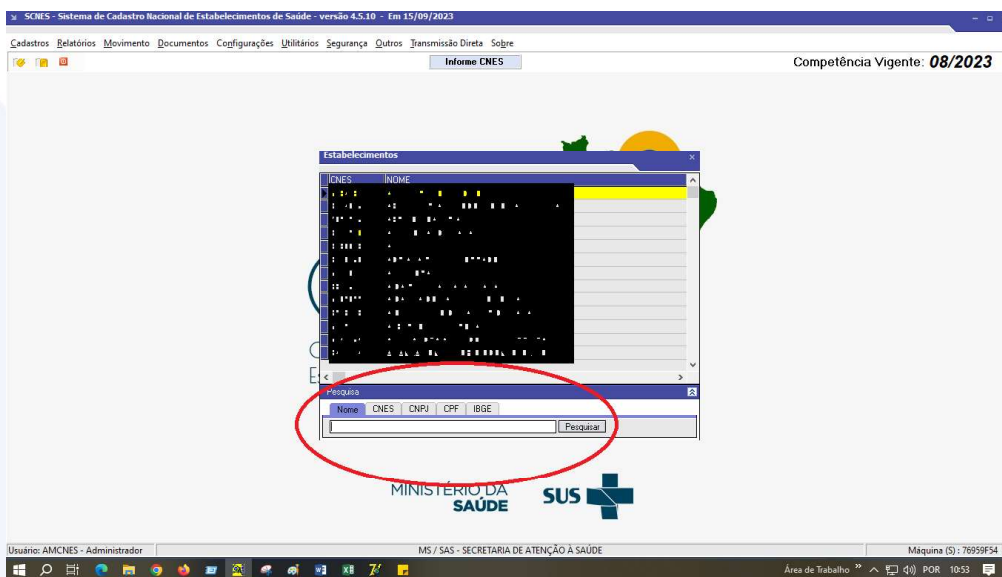 SCNES - Sistema de Cadastro Nacional de Estabelecimentos de Saúde - versão 4.5.10 - Em 15/09/2023
Cadastros Relatórios Movimento Documentos Configurações Utilitários Segurança Outros Transmissão Direta Sobre
Informe CNES
Competência Vigente: 08/2023
Estabelecimentos
CNES NOME
Pesquisa
Nome CNES CNPJ CPF IBGE
Pesquisar
MINISTÉRIO DA
SAÚDE
SUS
Usuário: AMCNES - Administrador MS / SAS - SECRETARIA DE ATENÇÃO À SAÚDE Máquina (S) : 76959F54
Área de Trabalho POR 10:53